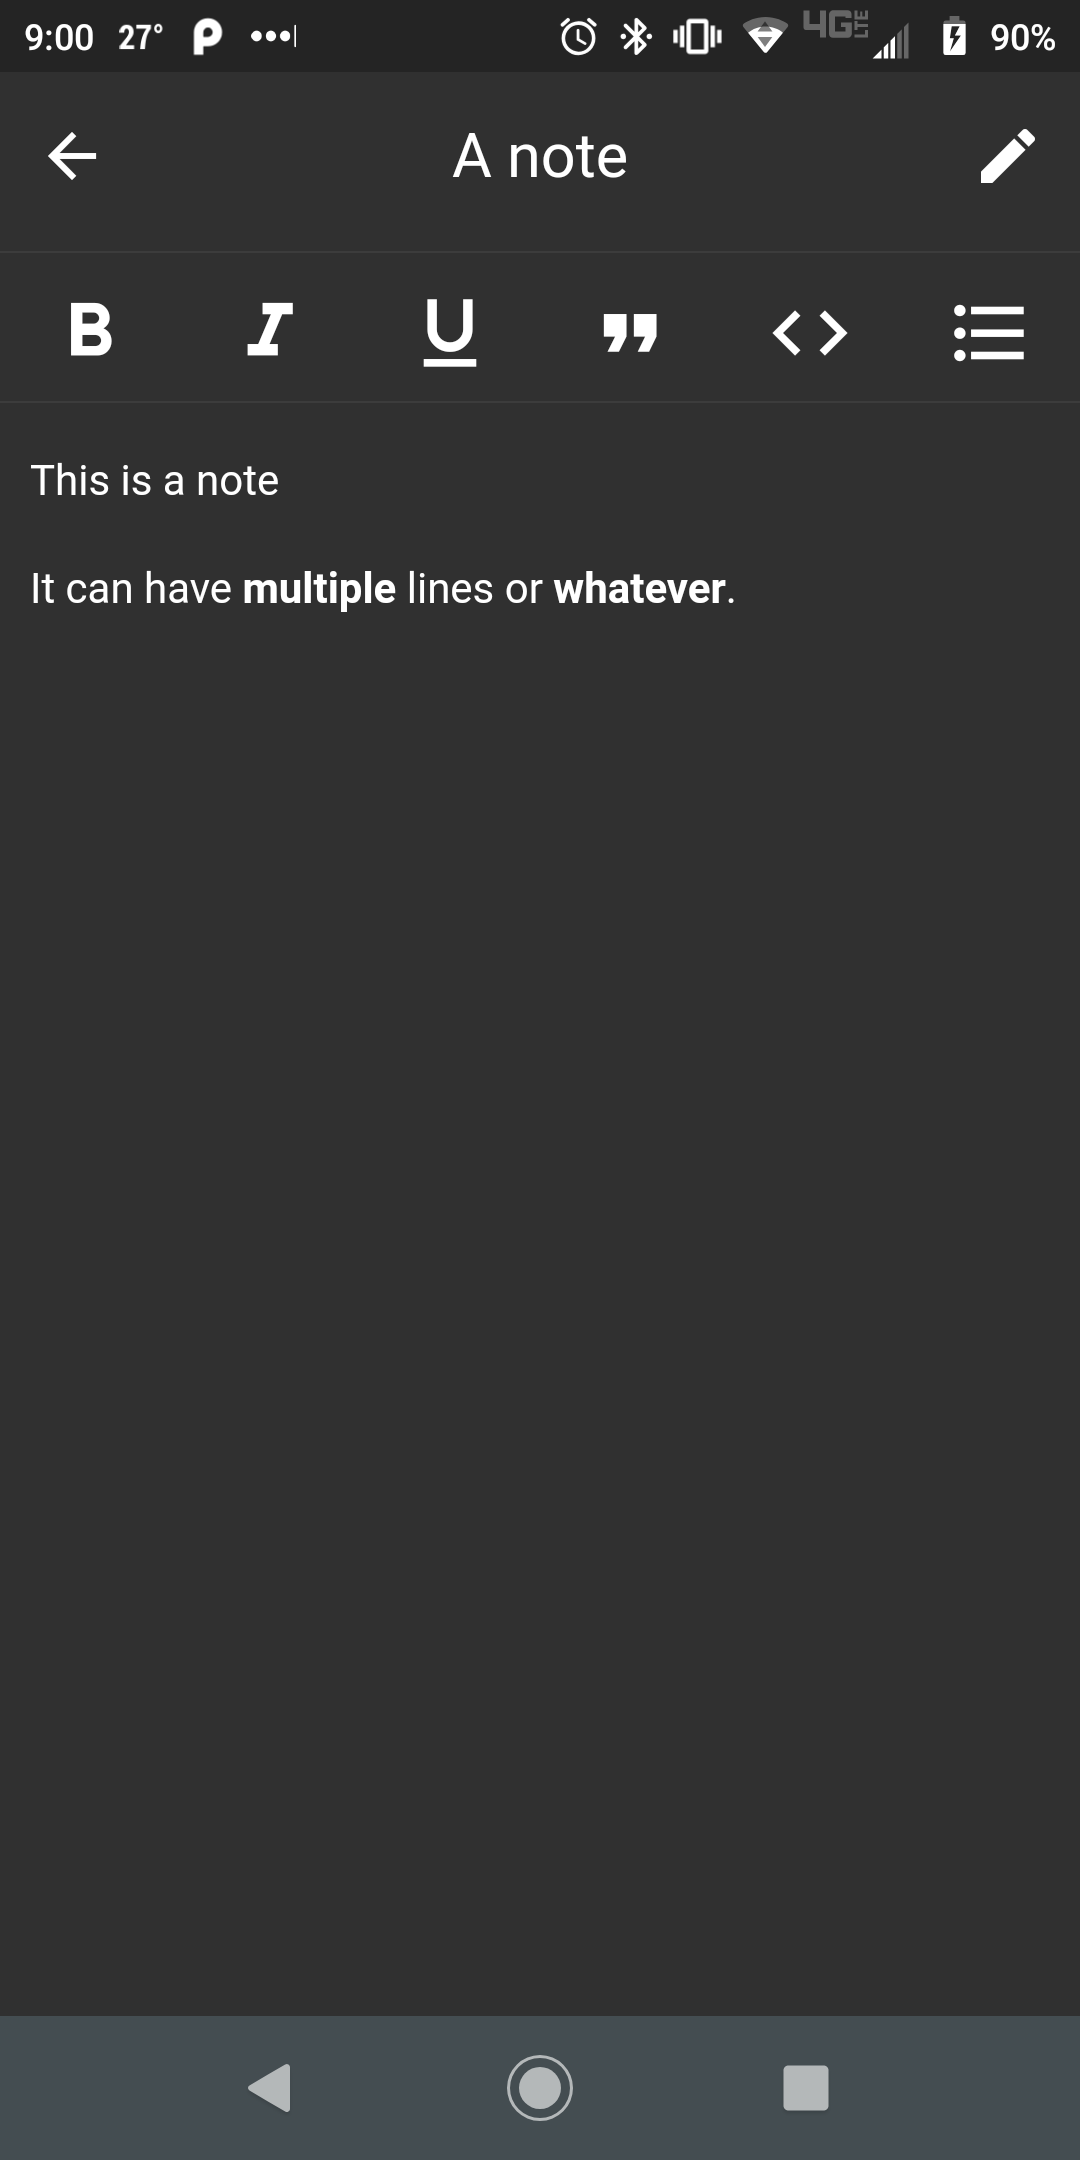 9:00 27° 4G LTE 90%
A note
B I U
This is a note
It can have multiple lines or whatever.